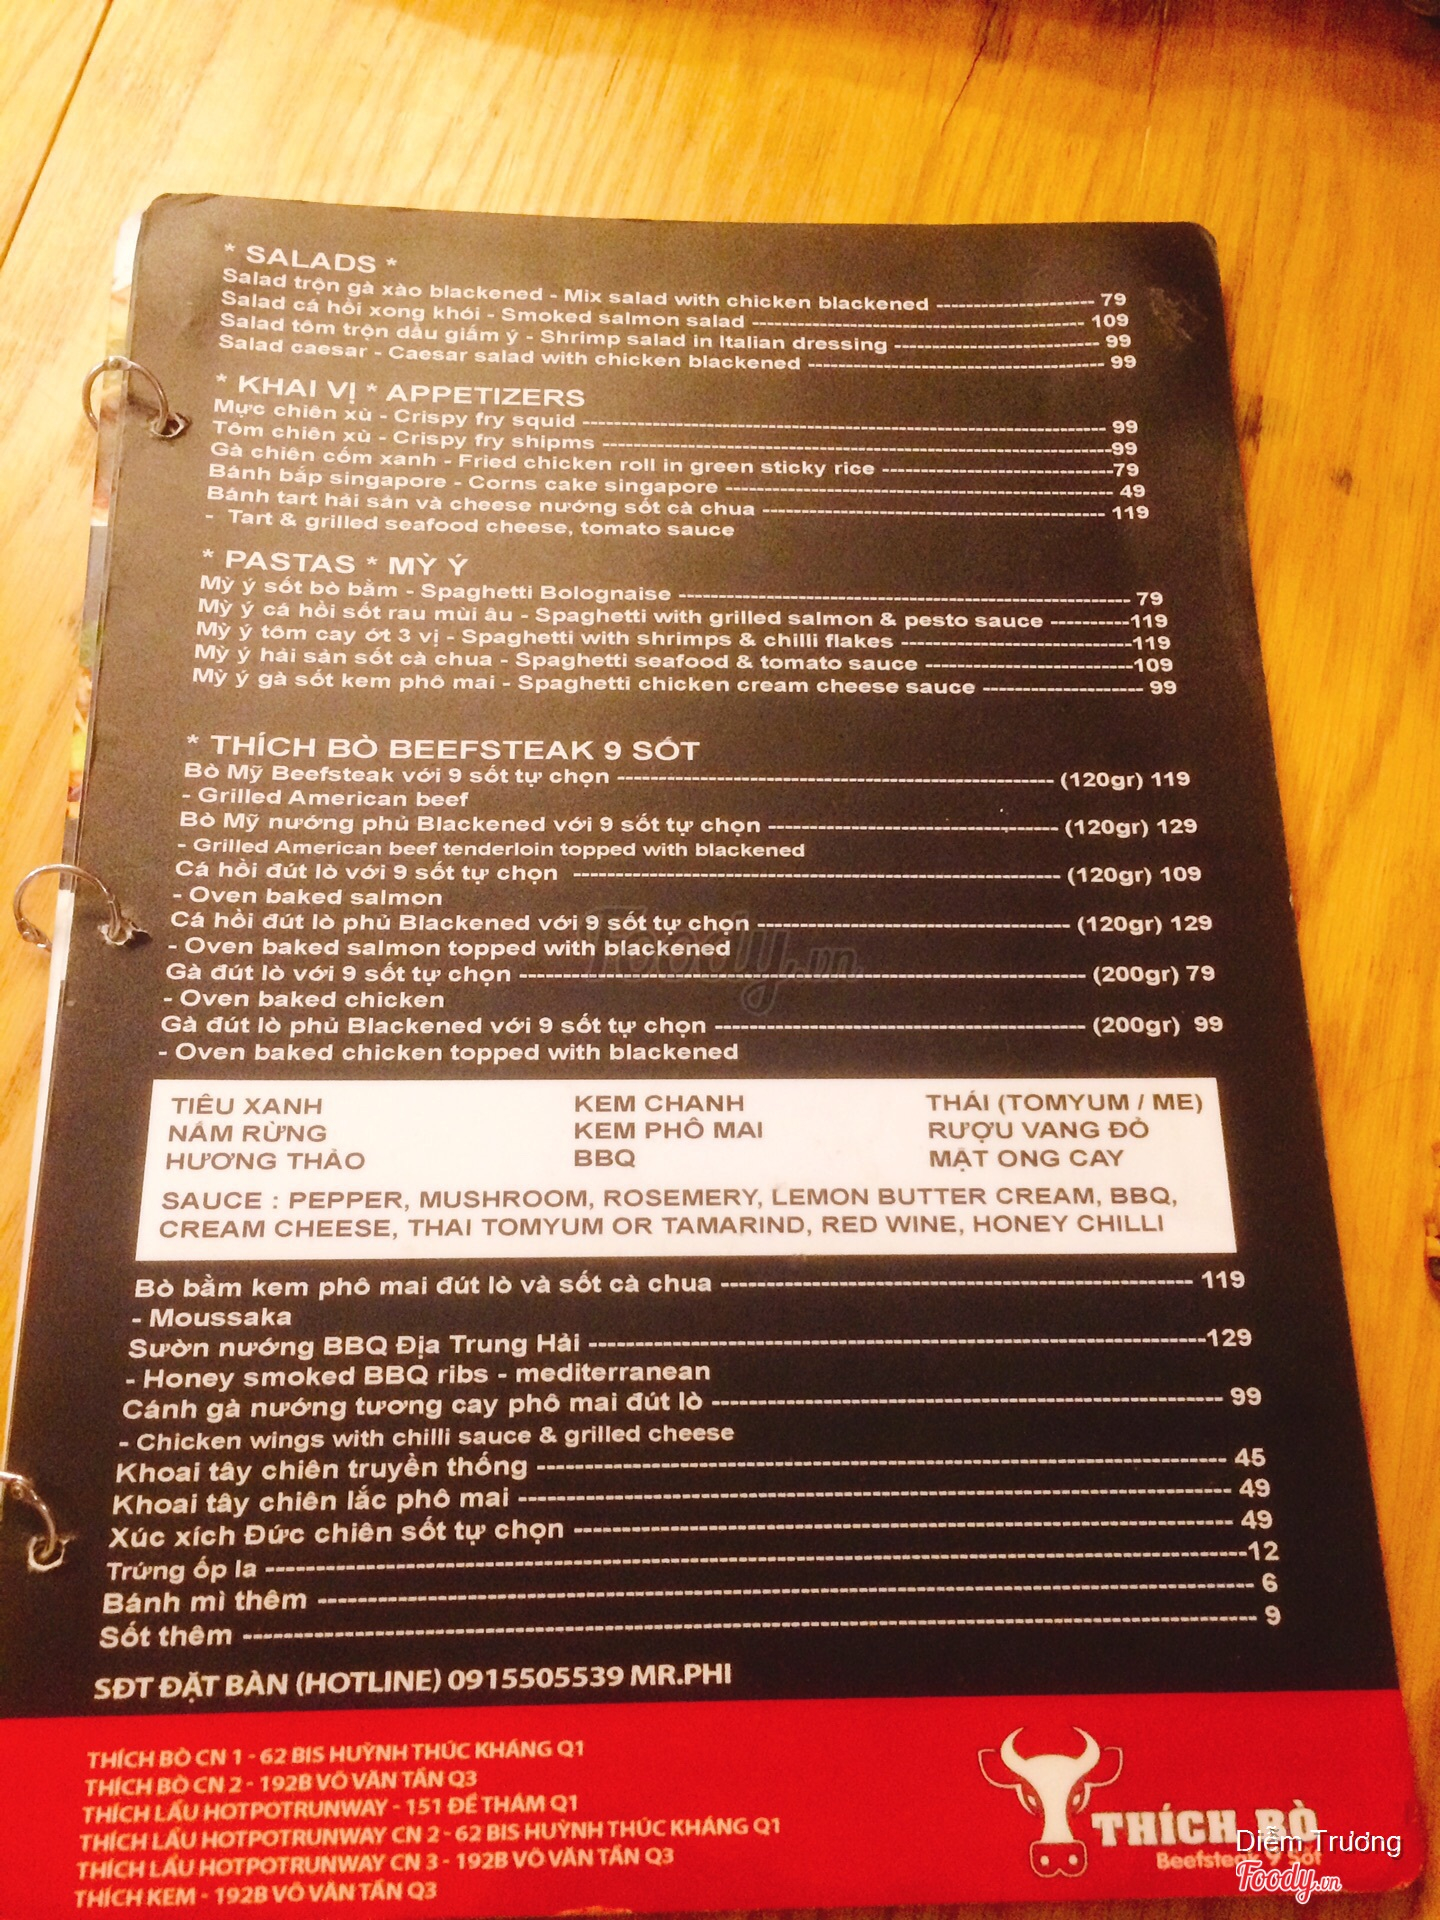 * SALADS *
Salad trộn gà xào blackened - Mix salad with chicken blackened --------------------- 79
Salad cá hồi xong khói - Smoked salmon salad --------------------- 109
Salad tôm trộn dầu giấm ý - Shrimp salad in Italian dressing --------------------- 99
Salad caesar - Caesar salad with chicken blackened --------------------- 99
* KHAI VỊ * APPETIZERS
Mực chiên xù - Crispy fry squid --------------------- 99
Tôm chiên xù - Crispy fry shipms ---------------------99
Gà chiên cốm xanh - Fried chicken roll in green sticky rice ---------------------79
Bánh bắp singapore - Corns cake singapore --------------------- 49
Bánh tart hải sản và cheese nướng sốt cà chua --------------------- 119
- Tart & grilled seafood cheese, tomato sauce
* PASTAS * MỲ Ý
Mỳ ý sốt bò bằm - Spaghetti Bolognaise --------------------- 79
Mỳ ý cá hồi sốt rau mùi âu - Spaghetti with grilled salmon & pesto sauce ----------119
Mỳ ý tôm cay ớt 3 vị - Spaghetti with shrimps & chilli flakes ---------------------119
Mỳ ý hải sản sốt cà chua - Spaghetti seafood & tomato sauce ---------------------109
Mỳ ý gà sốt kem phô mai - Spaghetti chicken cream cheese sauce --------------------- 99
* THÍCH BÒ BEEFSTEAK 9 SỐT
Bò Mỹ Beefsteak với 9 sốt tự chọn --------------------- (120gr) 119
- Grilled American beef
Bò Mỹ nướng phủ Blackened với 9 sốt tự chọn --------------------- (120gr) 129
- Grilled American beef tenderloin topped with blackened
Cá hồi đút lò với 9 sốt tự chọn --------------------- (120gr) 109
- Oven baked salmon
Cá hồi đút lò phủ Blackened với 9 sốt tự chọn --------------------- (120gr) 129
- Oven baked salmon topped with blackened
Gà đút lò với 9 sốt tự chọn --------------------- (200gr) 79
- Oven baked chicken
Gà đút lò phủ Blackened với 9 sốt tự chọn --------------------- (200gr) 99
- Oven baked chicken topped with blackened
Foody.vn
TIÊU XANH KEM CHANH THÁI (TOMYUM / ME)
NẤM RỪNG KEM PHÔ MAI RƯỢU VANG ĐỎ
HƯƠNG THẢO BBQ MẬT ONG CAY
SAUCE : PEPPER, MUSHROOM, ROSEMERY, LEMON BUTTER CREAM, BBQ,
CREAM CHEESE, THAI TOMYUM OR TAMARIND, RED WINE, HONEY CHILLI
Bò bằm kem phô mai đút lò và sốt cà chua --------------------- 119
- Moussaka
Sườn nướng BBQ Địa Trung Hải ---------------------129
- Honey smoked BBQ ribs - mediterranean
Cánh gà nướng tương cay phô mai đút lò --------------------- 99
- Chicken wings with chilli sauce & grilled cheese
Khoai tây chiên truyền thống --------------------- 45
Khoai tây chiên lắc phô mai --------------------- 49
Xúc xích Đức chiên sốt tự chọn --------------------- 49
Trứng ốp la ---------------------12
Bánh mì thêm --------------------- 6
Sốt thêm --------------------- 9
SĐT ĐẶT BÀN (HOTLINE) 0915505539 MR.PHI
THÍCH BÒ CN 1 - 62 BIS HUỲNH THÚC KHÁNG Q1
THÍCH BÒ CN 2 - 192B VÕ VĂN TẦN Q3
THÍCH LẨU HOTPOTRUNWAY - 151 ĐỀ THÁM Q1
THÍCH LẨU HOTPOTRUNWAY CN 2 - 62 BIS HUỲNH THÚC KHÁNG Q1
THÍCH LẨU HOTPOTRUNWAY CN 3 - 192B VÕ VĂN TẦN Q3
THÍCH KEM - 192B VÕ VĂN TẦN Q3
THÍCH BÒ
Beefsteak 9 Sốt
Diễm Trương
Foody.vn